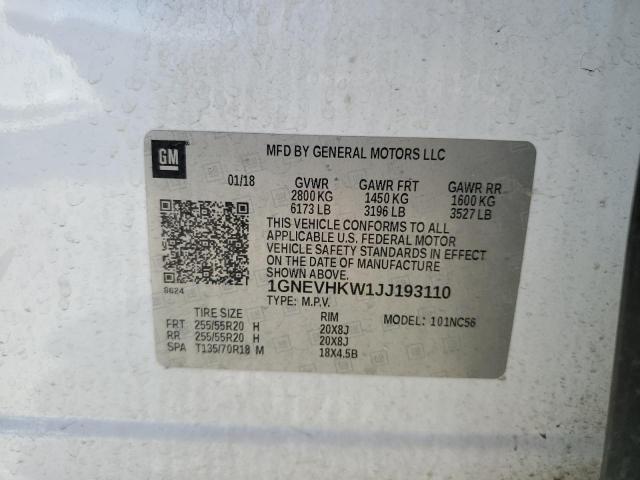 GM
MFD BY GENERAL MOTORS LLC
01/18 GVWR GAWR FRT GAWR RR
2800 KG 1450 KG 1600 KG
6173 LB 3196 LB 3527 LB
THIS VEHICLE CONFORMS TO ALL
APPLICABLE U.S. FEDERAL MOTOR
VEHICLE SAFETY STANDARDS IN EFFECT
ON THE DATE OF MANUFACTURE
SHOWN ABOVE.
8624
1GNEVHKW1JJ193110
TYPE: M.P.V.
TIRE SIZE RIM MODEL: 101NC56
FRT 255/55R20 H 20X8J
RR 255/55R20 H 20X8J
SPA T135/70R18 M 18X4.5B